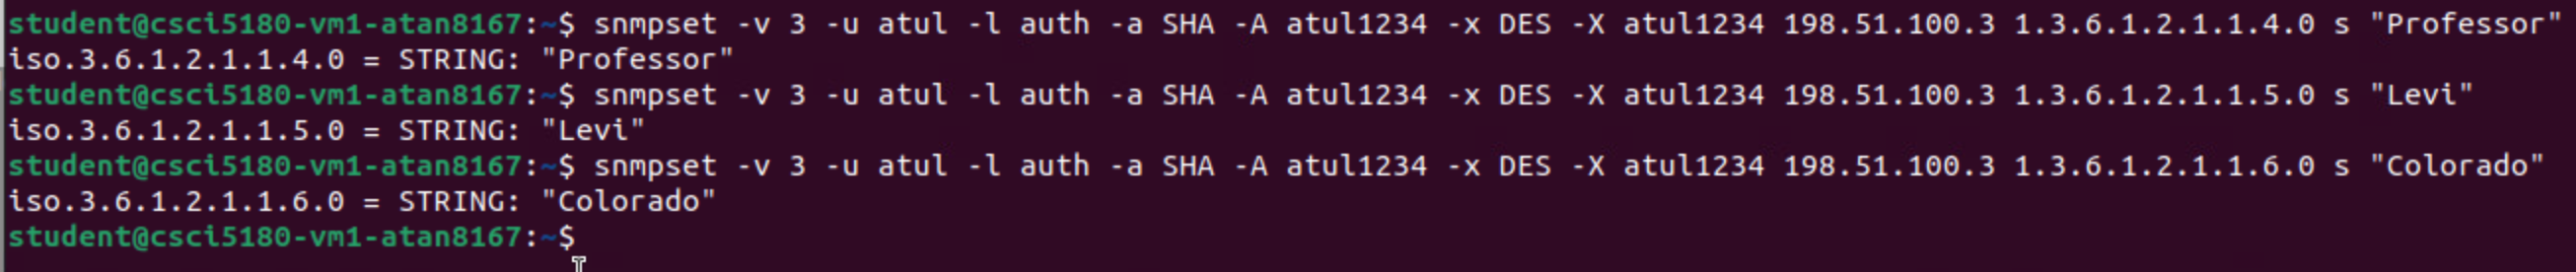 student@csci5180-vm1-atan8167:~$ snmpset -v 3 -u atul -l auth -a SHA -A atul1234 -x DES -X atul1234 198.51.100.3 1.3.6.1.2.1.1.4.0 s "Professor"
iso.3.6.1.2.1.1.4.0 = STRING: "Professor"
student@csci5180-vm1-atan8167:~$ snmpset -v 3 -u atul -l auth -a SHA -A atul1234 -x DES -X atul1234 198.51.100.3 1.3.6.1.2.1.1.5.0 s "Levi"
iso.3.6.1.2.1.1.5.0 = STRING: "Levi"
student@csci5180-vm1-atan8167:~$ snmpset -v 3 -u atul -l auth -a SHA -A atul1234 -x DES -X atul1234 198.51.100.3 1.3.6.1.2.1.1.6.0 s "Colorado"
iso.3.6.1.2.1.1.6.0 = STRING: "Colorado"
student@csci5180-vm1-atan8167:~$